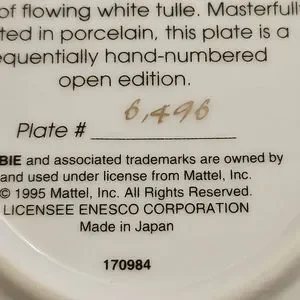 of flowing white tulle. Masterfully
ted in porcelain, this plate is a
equentially hand-numbered
open edition.
Plate # 6,496
BIE and associated trademarks are owned by
and used under license from Mattel, Inc.
© 1995 Mattel, Inc. All Rights Reserved.
LICENSEE ENESCO CORPORATION
Made in Japan
170984